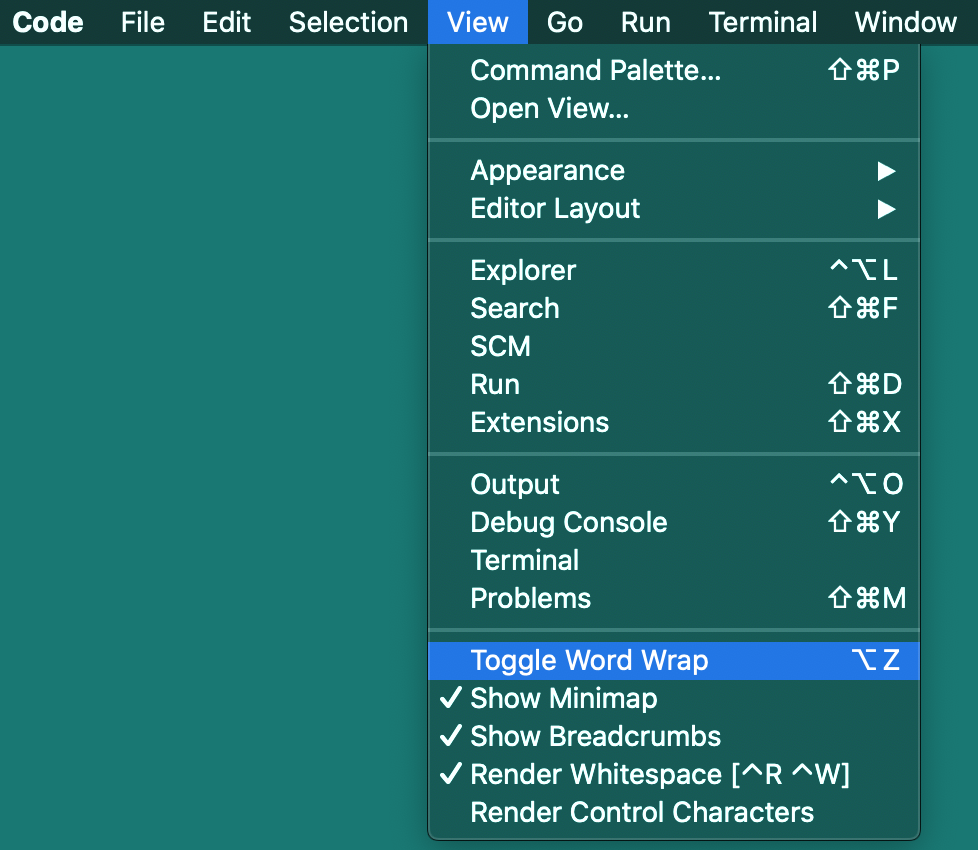 Code File Edit Selection View Go Run Terminal Window
Command Palette... ⇧⌘P
Open View...
Appearance ▶
Editor Layout ▶
Explorer ^⌥L
Search ⇧⌘F
SCM
Run ⇧⌘D
Extensions ⇧⌘X
Output ^⌥O
Debug Console ⇧⌘Y
Terminal
Problems ⇧⌘M
Toggle Word Wrap ⌥Z
✓ Show Minimap
✓ Show Breadcrumbs
✓ Render Whitespace [^R ^W]
Render Control Characters